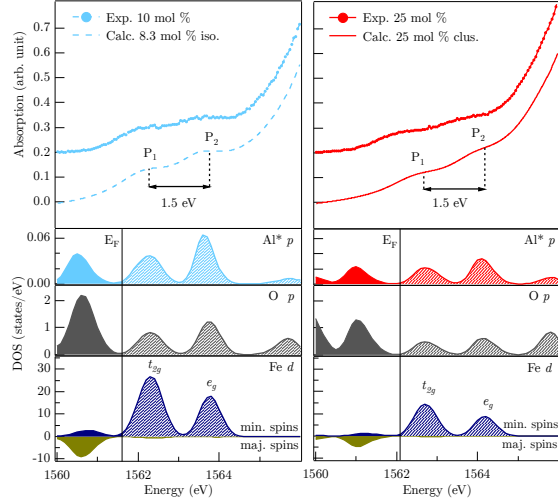 Exp. 10 mol %
Calc. 8.3 mol % iso.
Exp. 25 mol %
Calc. 25 mol % clus.
Absorption (arb. unit)
0.7
0.6
0.5
0.4
0.3
0.2
0.1
0.0
P1
P2
1.5 eV
P1
P2
1.5 eV
DOS (states/eV)
0.06
0.00
EF
Al* p
EF
Al* p
2
1
0
O p
O p
30
20
10
0
-10
t2g
eg
Fe d
min. spins
maj. spins
t2g
eg
Fe d
min. spins
maj. spins
1560
1562
1564
1560
1562
1564
Energy (eV)
Energy (eV)